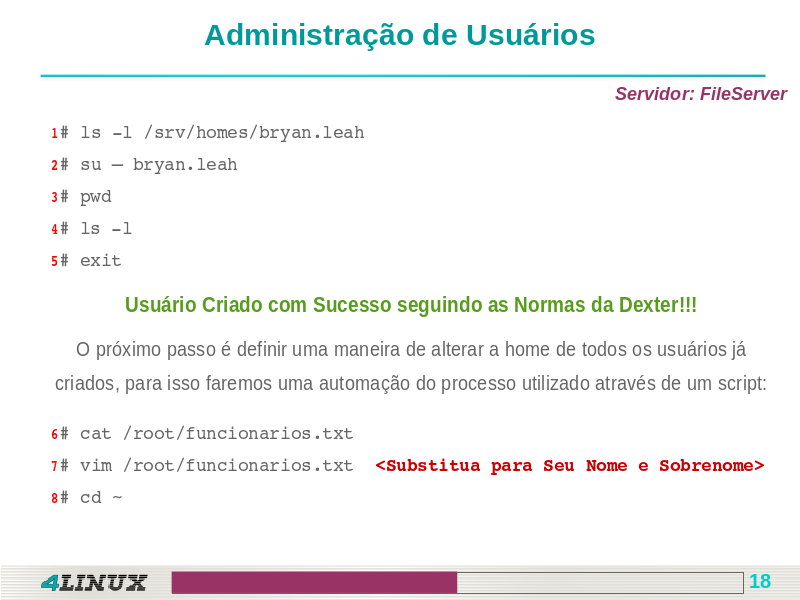 Administração de Usuários
Servidor: FileServer
1# ls -l /srv/homes/bryan.leah
2# su – bryan.leah
3# pwd
4# ls -l
5# exit
Usuário Criado com Sucesso seguindo as Normas da Dexter!!!
O próximo passo é definir uma maneira de alterar a home de todos os usuários já
criados, para isso faremos uma automação do processo utilizado através de um script:
6# cat /root/funcionarios.txt
7# vim /root/funcionarios.txt <Substitua para Seu Nome e Sobrenome>
8# cd ~
4LINUX
18